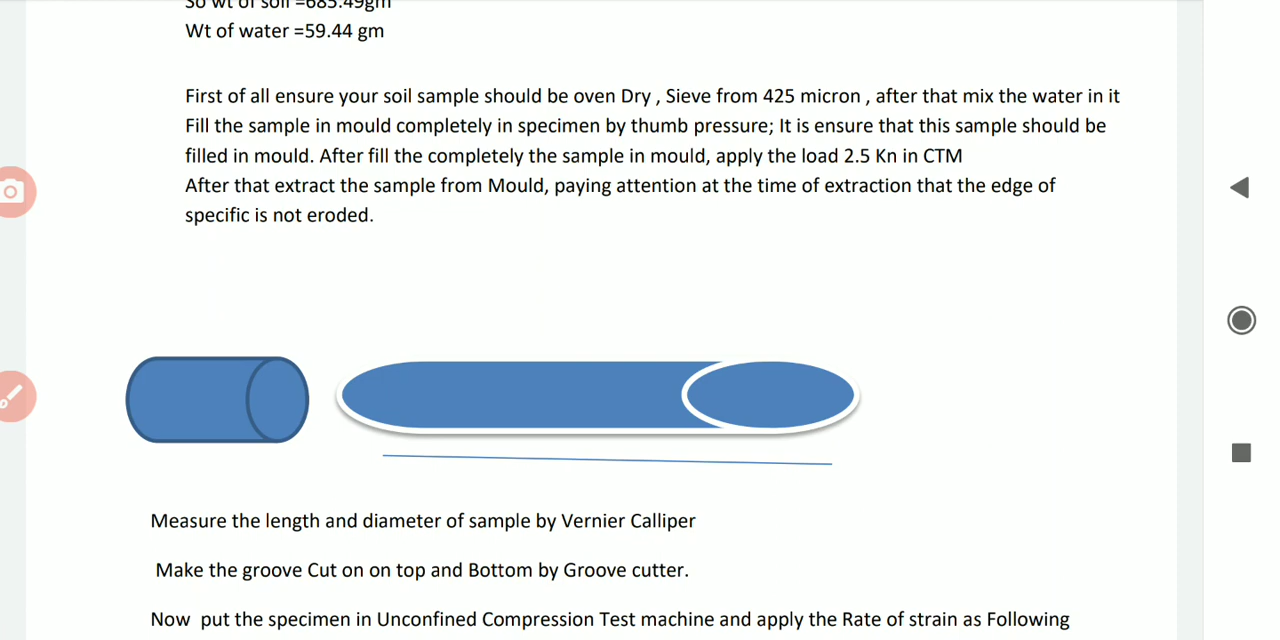 So wt of soil =685.49gm
Wt of water =59.44 gm
First of all ensure your soil sample should be oven Dry , Sieve from 425 micron , after that mix the water in it
Fill the sample in mould completely in specimen by thumb pressure; It is ensure that this sample should be
filled in mould. After fill the completely the sample in mould, apply the load 2.5 Kn in CTM
After that extract the sample from Mould, paying attention at the time of extraction that the edge of
specific is not eroded.
Measure the length and diameter of sample by Vernier Calliper
Make the groove Cut on on top and Bottom by Groove cutter.
Now  put the specimen in Unconfined Compression Test machine and apply the Rate of strain as Following